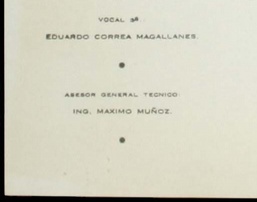 VOCAL 3º:
EDUARDO CORREA MAGALLANES.
ASESOR GENERAL TECNICO:
ING. MAXIMO MUÑOZ.